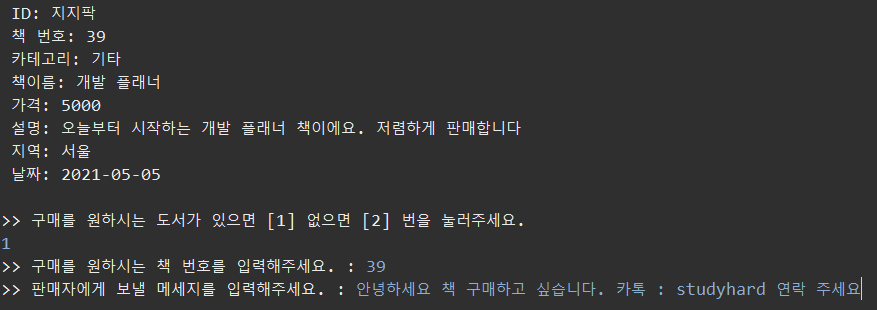 ID: 지지팍
책 번호: 39
카테고리: 기타
책이름: 개발 플래너
가격: 5000
설명: 오늘부터 시작하는 개발 플래너 책이에요. 저렴하게 판매합니다
지역: 서울
날짜: 2021-05-05
>> 구매를 원하시는 도서가 있으면 [1] 없으면 [2] 번을 눌러주세요.
1
>> 구매를 원하시는 책 번호를 입력해주세요. : 39
>> 판매자에게 보낼 메세지를 입력해주세요. : 안녕하세요 책 구매하고 싶습니다. 카톡 : studyhard 연락 주세요